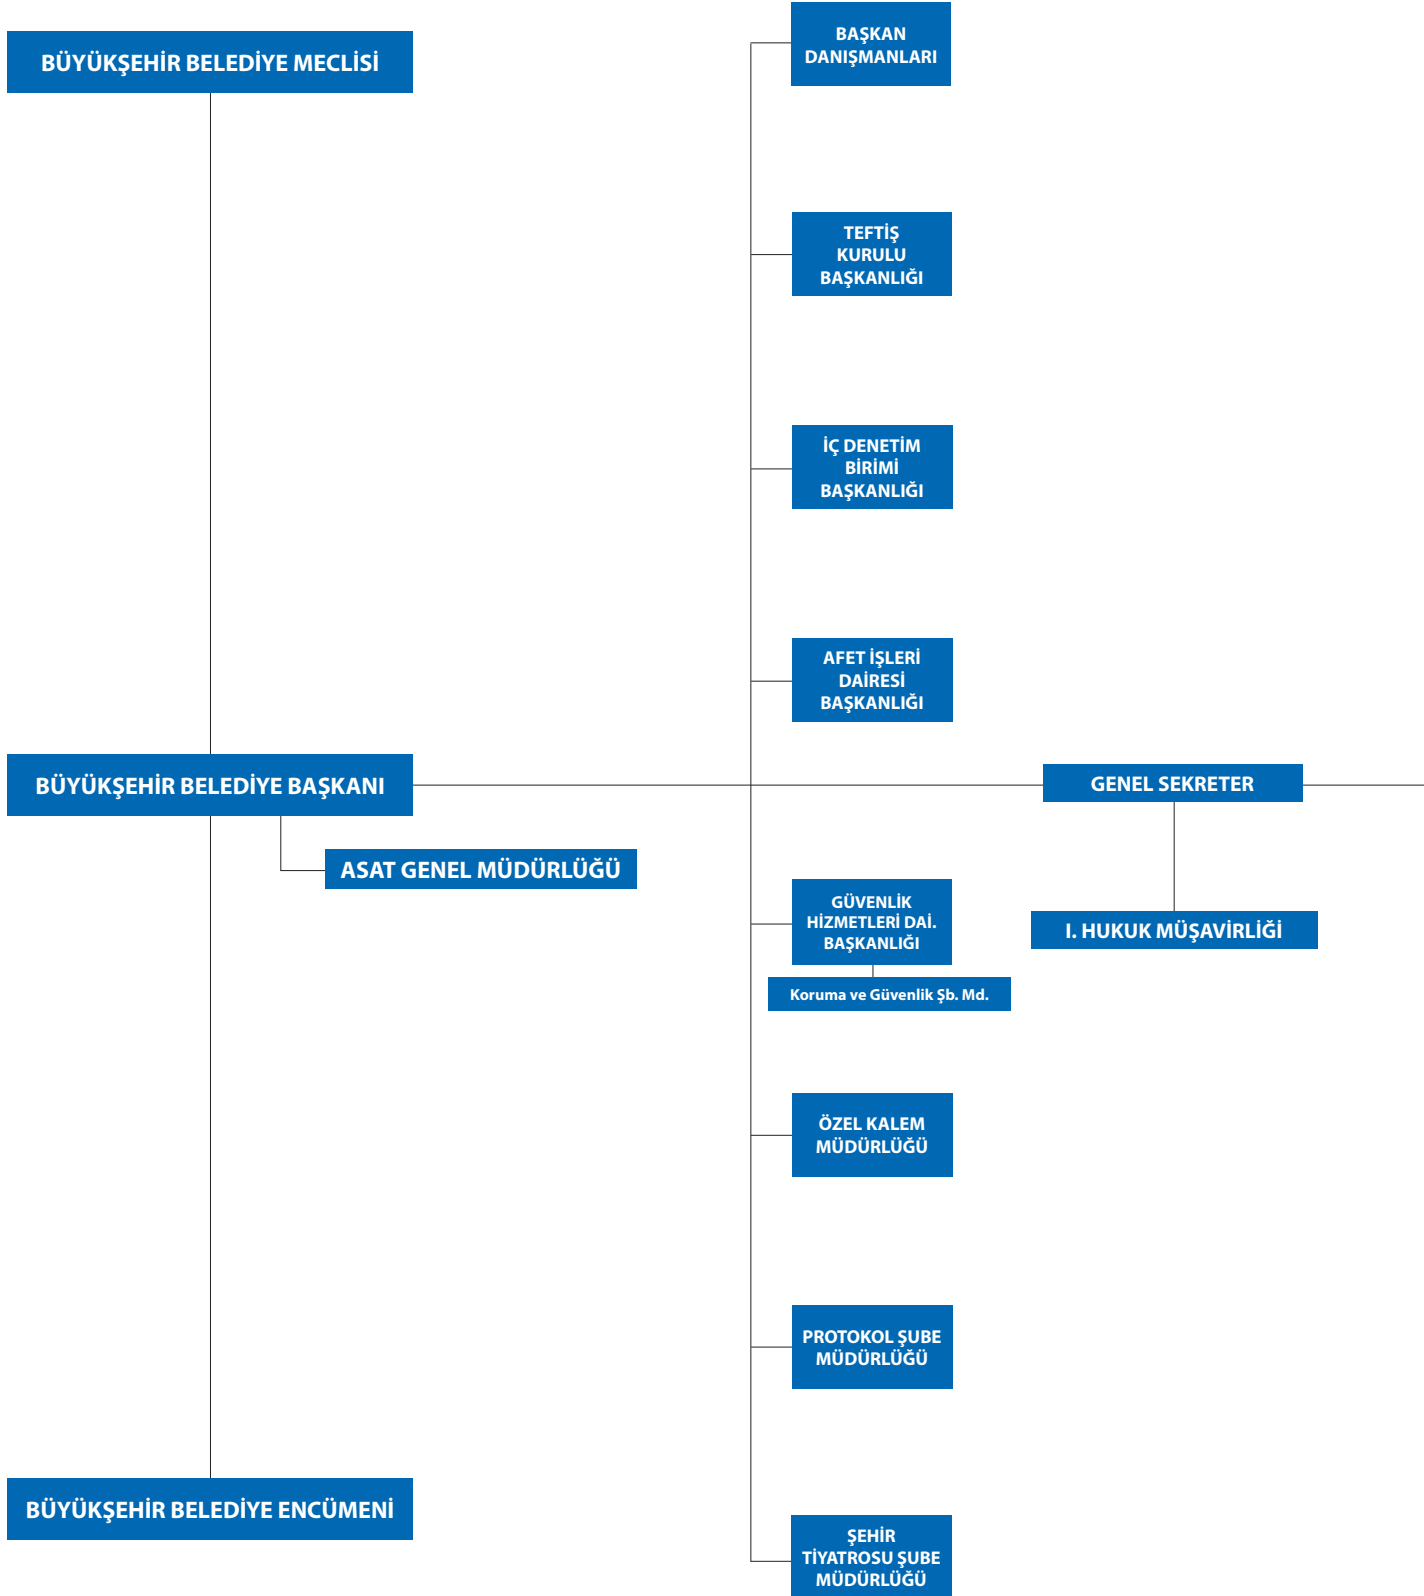 BÜYÜKŞEHİR BELEDİYE MECLİSİ
BAŞKAN
DANIŞMANLARI
TEFTİŞ
KURULU
BAŞKANLIĞI
İÇ DENETİM
BİRİMİ
BAŞKANLIĞI
AFET İŞLERİ
DAİRESİ
BAŞKANLIĞI
BÜYÜKŞEHİR BELEDİYE BAŞKANI
GENEL SEKRETER
ASAT GENEL MÜDÜRLÜĞÜ
GÜVENLİK
HİZMETLERİ DAİ.
BAŞKANLIĞI
I. HUKUK MÜŞAVİRLİĞİ
Koruma ve Güvenlik Şb. Md.
ÖZEL KALEM
MÜDÜRLÜĞÜ
PROTOKOL ŞUBE
MÜDÜRLÜĞÜ
BÜYÜKŞEHİR BELEDİYE ENCÜMENİ
ŞEHİR
TİYATROSU ŞUBE
MÜDÜRLÜĞÜ